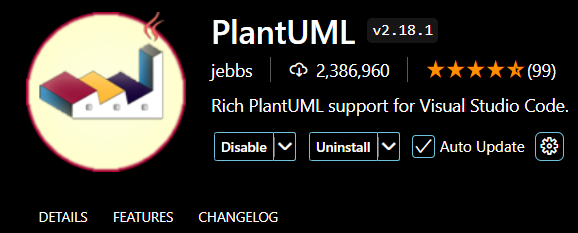 PlantUML v2.18.1
jebbs 2,386,960 (99)
Rich PlantUML support for Visual Studio Code.
Disable Uninstall Auto Update
DETAILS FEATURES CHANGELOG